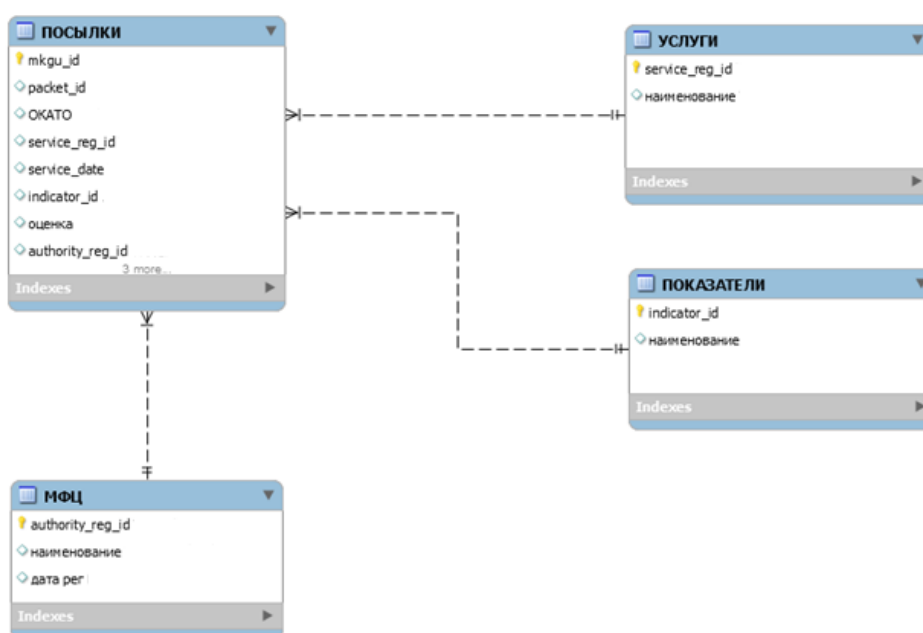 ПОСЫЛКИ
mkgu_id
packet_id
ОКАТО
service_reg_id
service_date
indicator_id
оценка
authority_reg_id
3 more...
Indexes
УСЛУГИ
service_reg_id
наименование
Indexes
ПОКАЗАТЕЛИ
indicator_id
наименование
Indexes
МФЦ
authority_reg_id
наименование
дата рег
Indexes